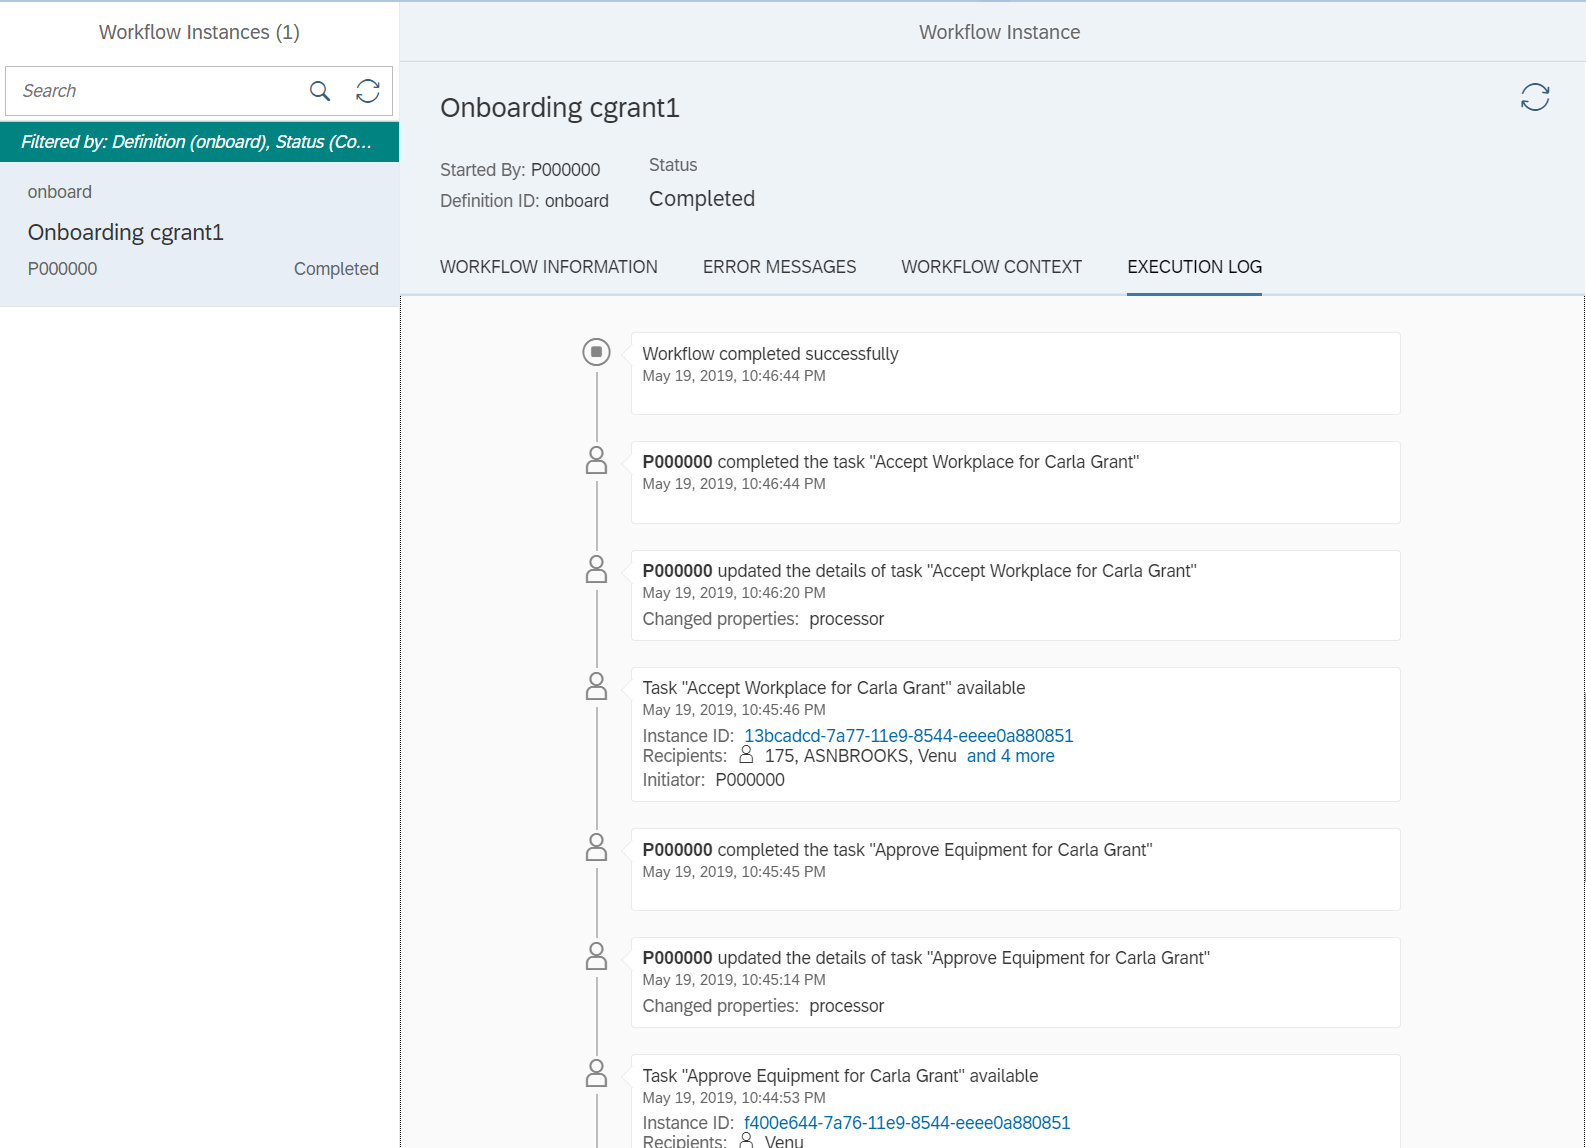 Workflow Instances (1)
Search
Filtered by: Definition (onboard), Status (Co...
onboard
Onboarding cgrant1
P000000 Completed
Workflow Instance
Onboarding cgrant1
Started By: P000000
Definition ID: onboard
Status
Completed
WORKFLOW INFORMATION ERROR MESSAGES WORKFLOW CONTEXT EXECUTION LOG
Workflow completed successfully
May 19, 2019, 10:46:44 PM
P000000 completed the task "Accept Workplace for Carla Grant"
May 19, 2019, 10:46:44 PM
P000000 updated the details of task "Accept Workplace for Carla Grant"
May 19, 2019, 10:46:20 PM
Changed properties: processor
Task "Accept Workplace for Carla Grant" available
May 19, 2019, 10:45:46 PM
Instance ID: 13bcadcd-7a77-11e9-8544-eeee0a880851
Recipients: 175, ASNBROOKS, Venu and 4 more
Initiator: P000000
P000000 completed the task "Approve Equipment for Carla Grant"
May 19, 2019, 10:45:45 PM
P000000 updated the details of task "Approve Equipment for Carla Grant"
May 19, 2019, 10:45:14 PM
Changed properties: processor
Task "Approve Equipment for Carla Grant" available
May 19, 2019, 10:44:53 PM
Instance ID: f400e644-7a76-11e9-8544-eeee0a880851
Recipients: Venu